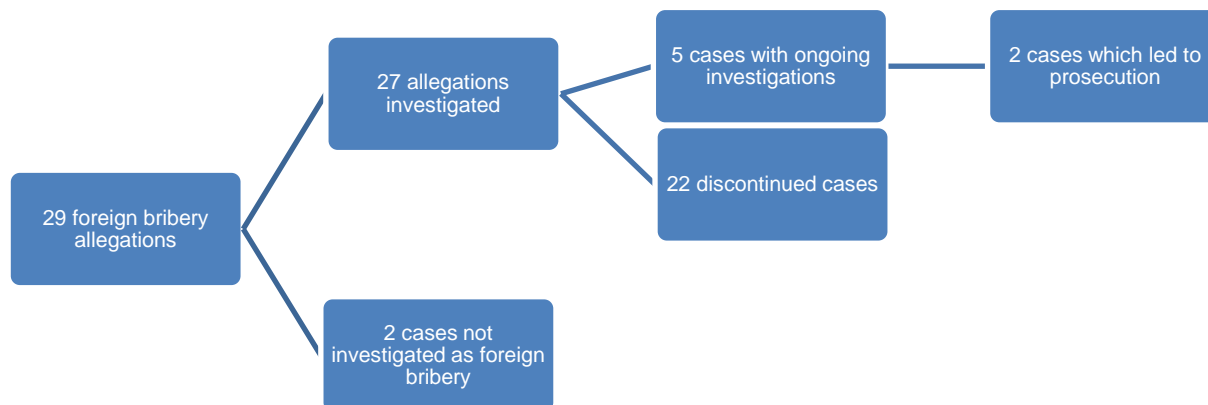 5 cases with ongoing
investigations
2 cases which led to
prosecution
27 allegations
investigated
22 discontinued cases
29 foreign bribery
allegations
2 cases not
investigated as foreign
bribery